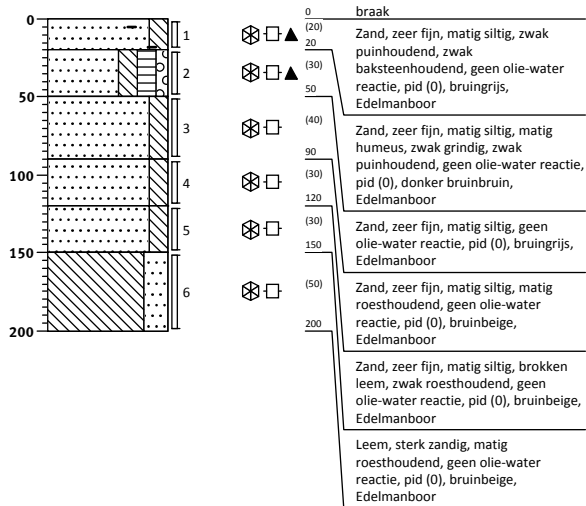 0
50
100
150
200
1
2
3
4
5
6
0
(20)
20
(30)
50
(40)
90
(30)
120
(30)
150
(50)
200
braak
Zand, zeer fijn, matig siltig, zwak
puinhoudend, zwak
baksteenhoudend, geen olie-water
reactie, pid (0), bruingrijs,
Edelmanboor
Zand, zeer fijn, matig siltig, matig
humeus, zwak grindig, zwak
puinhoudend, geen olie-water reactie,
pid (0), donker bruinbruin,
Edelmanboor
Zand, zeer fijn, matig siltig, geen
olie-water reactie, pid (0), bruingrijs,
Edelmanboor
Zand, zeer fijn, matig siltig, matig
roesthoudend, geen olie-water
reactie, pid (0), bruinbeige,
Edelmanboor
Zand, zeer fijn, matig siltig, brokken
leem, zwak roesthoudend, geen
olie-water reactie, pid (0), bruinbeige,
Edelmanboor
Leem, sterk zandig, matig
roesthoudend, geen olie-water
reactie, pid (0), bruinbeige,
Edelmanboor